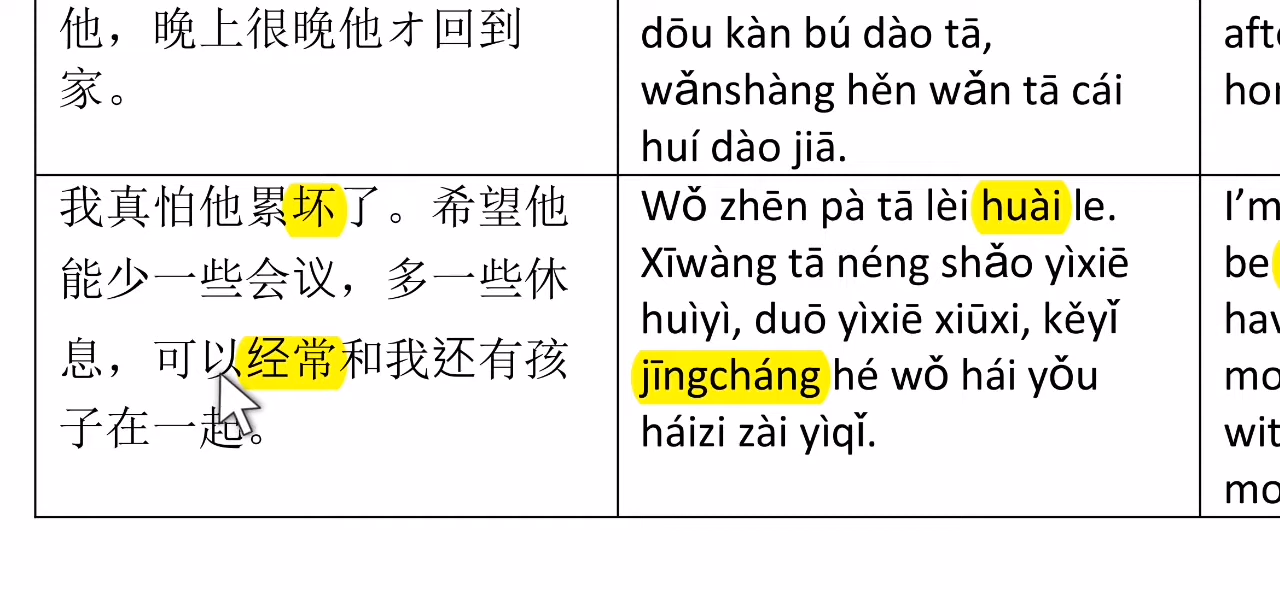 他，晚上很晚他才回到
家。
dōu kàn bú dào tā,
wǎnshàng hěn wǎn tā cái
huí dào jiā.
我真怕他累坏了。希望他
能少一些会议，多一些休
息，可以经常和我还有孩
子在一起。
Wǒ zhēn pà tā lèi huài le.
Xīwàng tā néng shǎo yìxiē
huìyì, duō yìxiē xiūxi, kěyǐ
jīngcháng hé wǒ hái yǒu
háizi zài yìqǐ.
I’m
be